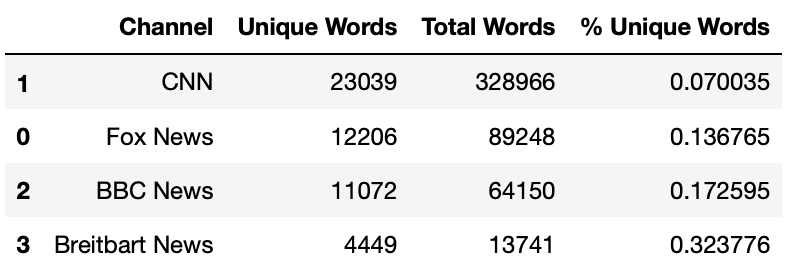 Channel Unique Words Total Words % Unique Words
1 CNN 23039 328966 0.070035
0 Fox News 12206 89248 0.136765
2 BBC News 11072 64150 0.172595
3 Breitbart News 4449 13741 0.323776